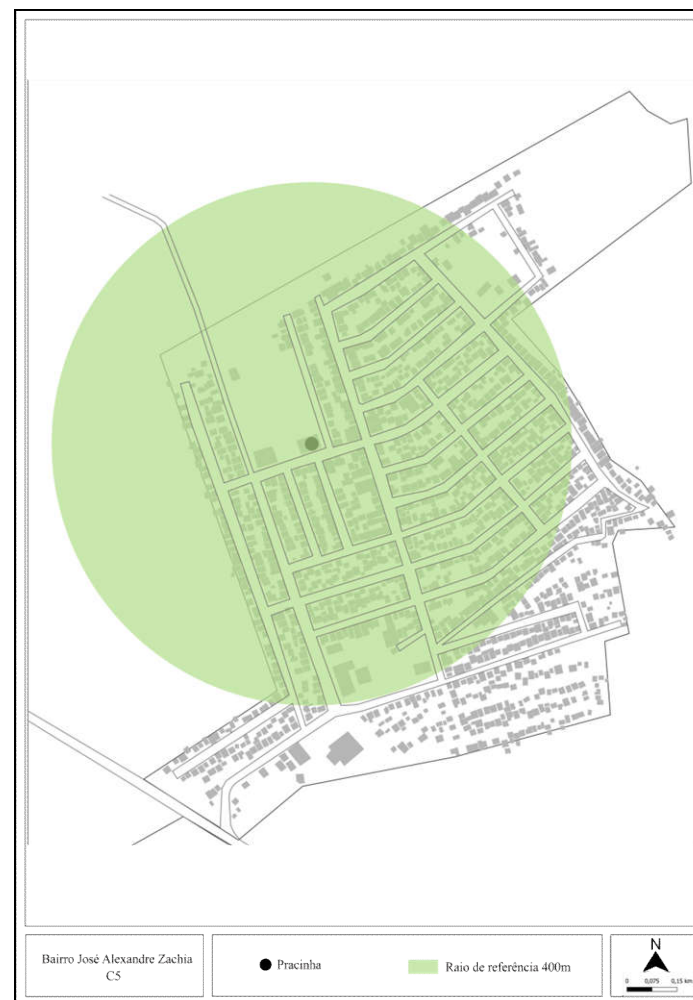 Bairro José Alexandre Zachia
C5
Pracinha
Raio de referência 400m
N
0 0,075 0,15 km